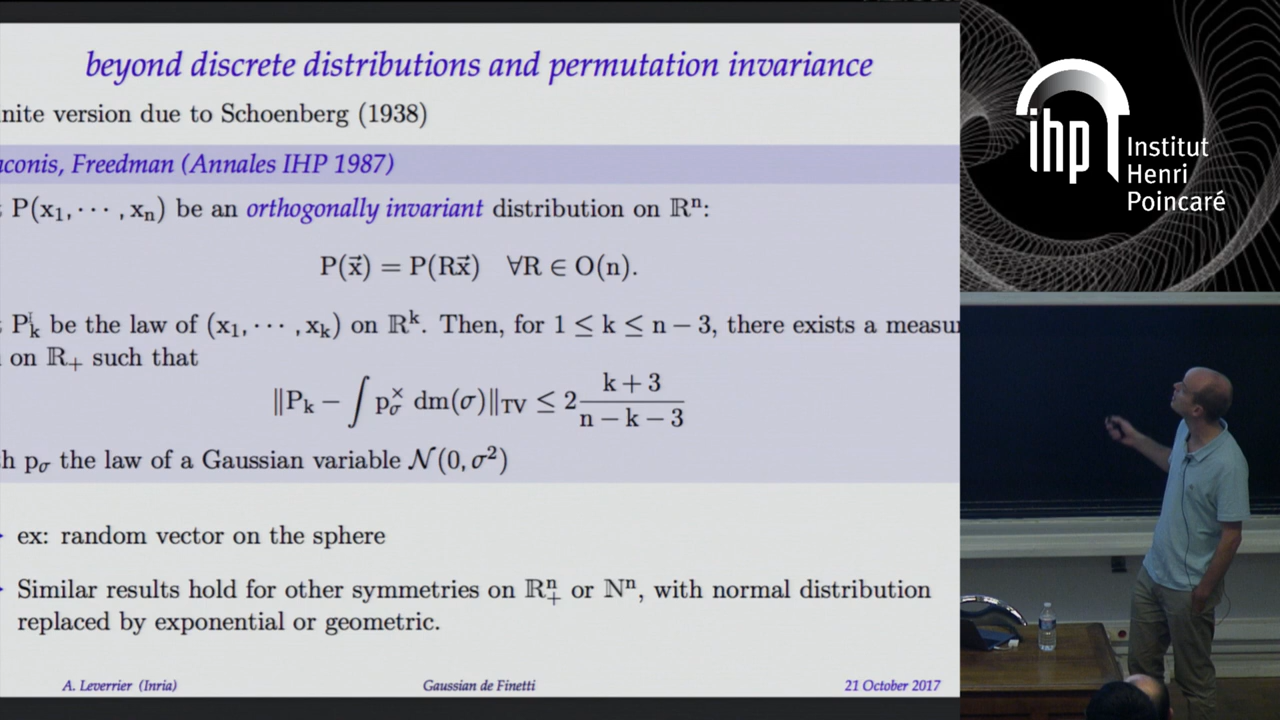 beyond discrete distributions and permutation invariance
nite version due to Schoenberg (1938)
aconis, Freedman (Annales IHP 1987)
P(x₁, ··· , xₙ) be an orthogonally invariant distribution on ℝⁿ:
P(x⃗) = P(Rx⃗) ∀R ∈ O(n).
Pₖ be the law of (x₁, ··· , xₖ) on ℝᵏ. Then, for 1 ≤ k ≤ n − 3, there exists a measu
on ℝ₊ such that
‖Pₖ − ∫ p_σ^× dm(σ)‖_TV ≤ 2 (k + 3)/(n − k − 3)
h p_σ the law of a Gaussian variable 𝒩(0, σ²)
ex: random vector on the sphere
Similar results hold for other symmetries on ℝ₊ⁿ or ℕⁿ, with normal distribution
replaced by exponential or geometric.
A. Leverrier (Inria) Gaussian de Finetti 21 October 2017
ihp
Institut
Henri
Poincaré